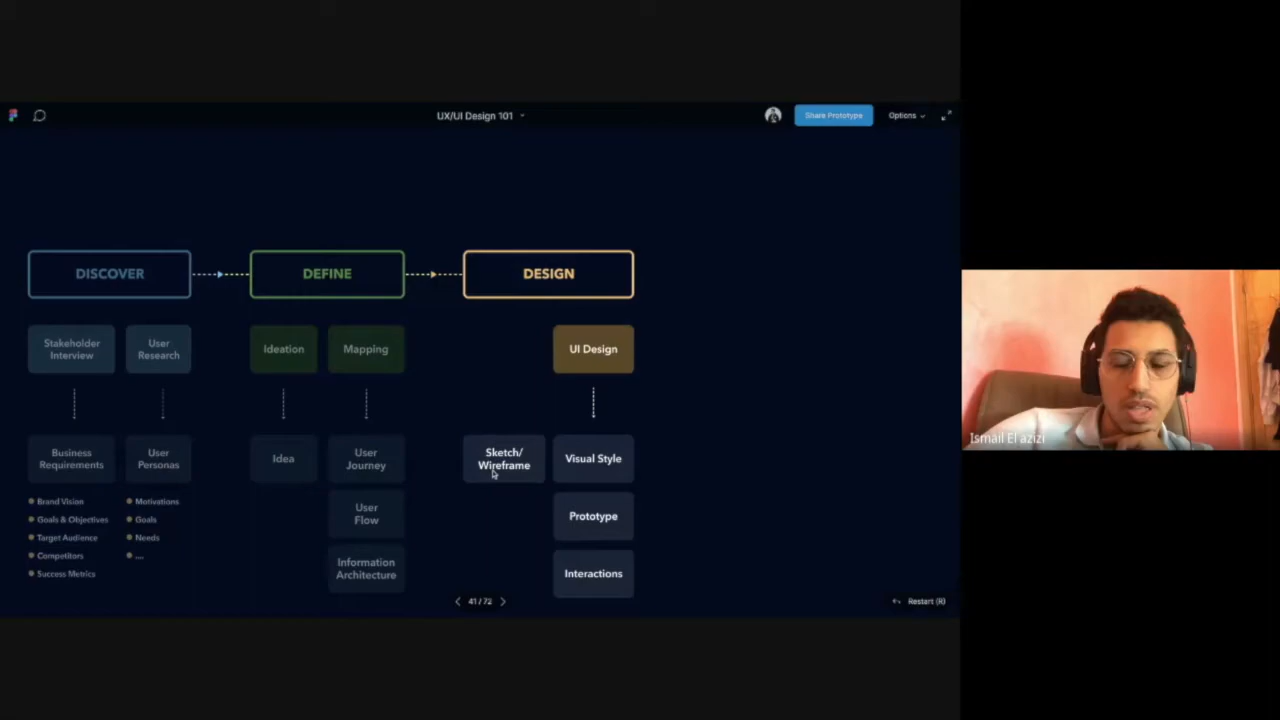 UX/UI Design 101
Share Prototype
Options
DISCOVER
DEFINE
DESIGN
Stakeholder
Interview
User
Research
Ideation
Mapping
UI Design
Business
Requirements
User
Personas
Idea
User
Journey
Sketch/
Wireframe
Visual Style
Brand Vision
Goals & Objectives
Target Audience
Competitors
Success Metrics
Motivations
Goals
Needs
....
User
Flow
Prototype
Information
Architecture
Interactions
41 / 72
Restart (R)
Ismail El azizi